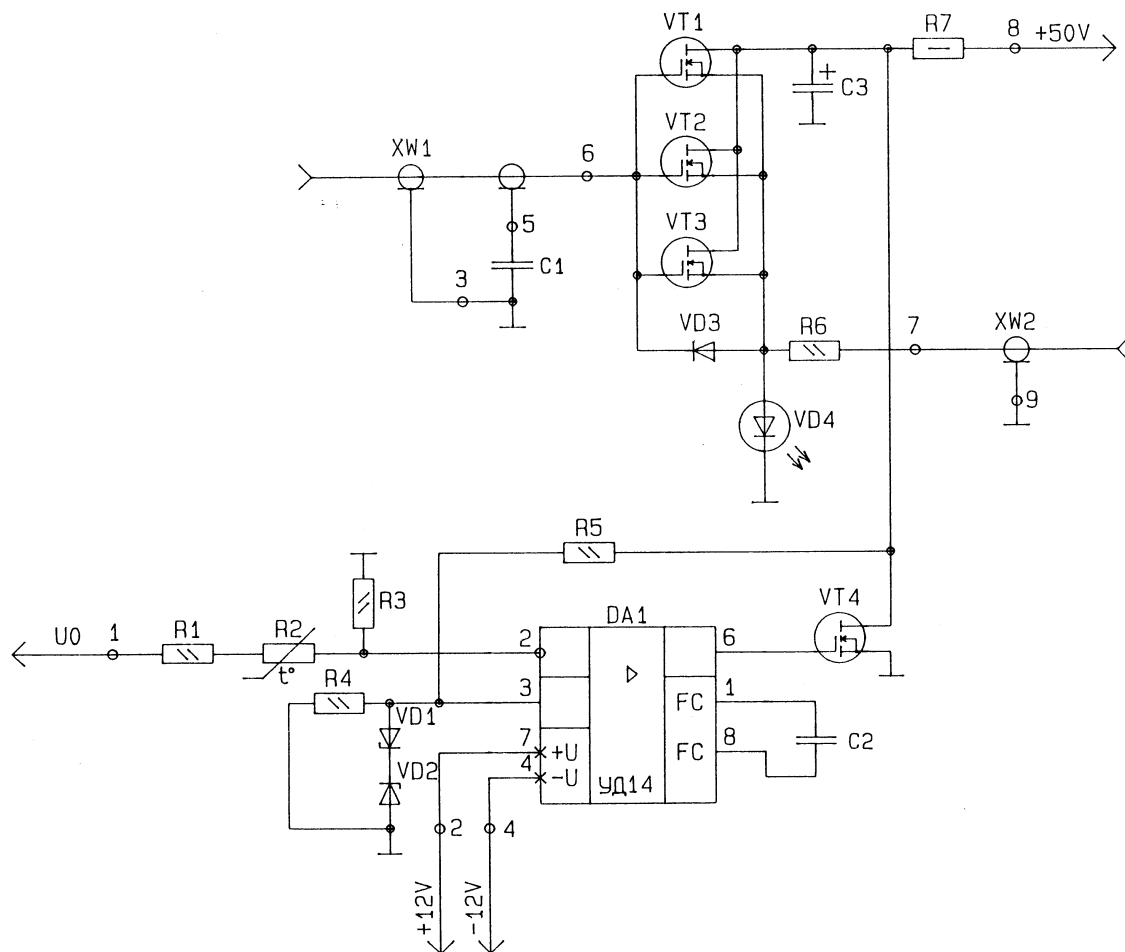 VT1
R7
8
+50V
+
C3
VT2
XW1
6
5
VT3
C1
3
VD3
R6
7
XW2
9
VD4
R5
R3
DA1
VT4
U0
1
R1
R2
2
6
t°
R4
3
FC
1
VD1
7
+U
FC
8
C2
VD2
4
-U
УД14
2
4
+12V
-12V